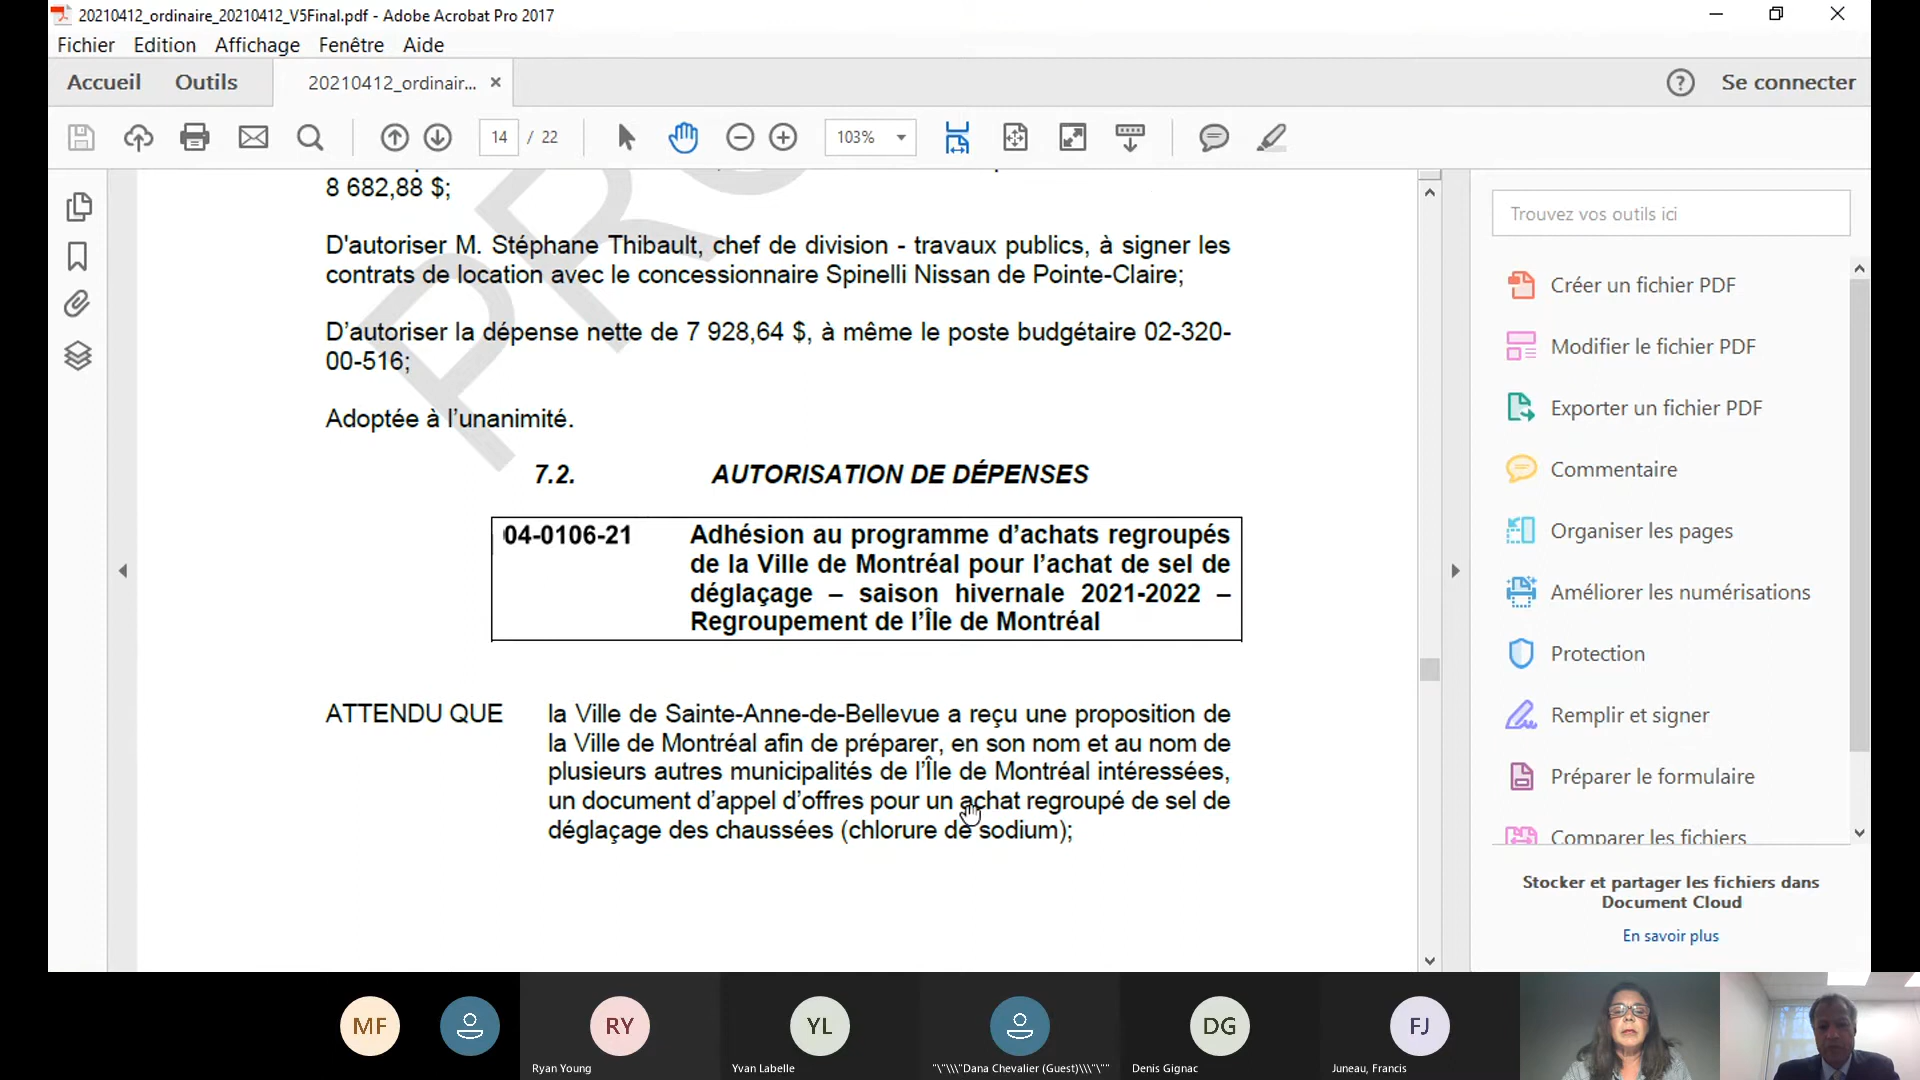 20210412_ordinaire_20210412_V5Final.pdf - Adobe Acrobat Pro 2017
Fichier Edition Affichage Fenêtre Aide
Accueil Outils 20210412_ordinair... × Se connecter
14 / 22 103%
8 682,88 $;
Trouvez vos outils ici
D'autoriser M. Stéphane Thibault, chef de division - travaux publics, à signer les
contrats de location avec le concessionnaire Spinelli Nissan de Pointe-Claire;
D'autoriser la dépense nette de 7 928,64 $, à même le poste budgétaire 02-320-
00-516;
Adoptée à l'unanimité.
7.2. AUTORISATION DE DÉPENSES
04-0106-21 Adhésion au programme d'achats regroupés
de la Ville de Montréal pour l'achat de sel de
déglaçage – saison hivernale 2021-2022 –
Regroupement de l'Île de Montréal
ATTENDU QUE la Ville de Sainte-Anne-de-Bellevue a reçu une proposition de
la Ville de Montréal afin de préparer, en son nom et au nom de
plusieurs autres municipalités de l'Île de Montréal intéressées,
un document d'appel d'offres pour un achat regroupé de sel de
déglaçage des chaussées (chlorure de sodium);
Créer un fichier PDF
Modifier le fichier PDF
Exporter un fichier PDF
Commentaire
Organiser les pages
Améliorer les numérisations
Protection
Remplir et signer
Préparer le formulaire
Comparer les fichiers
Stocker et partager les fichiers dans
Document Cloud
En savoir plus
MF RY YL DG FJ
Ryan Young Yvan Labelle "\"\\\"Dana Chevalier (Guest)\\\"\"" Denis Gignac Juneau, Francis